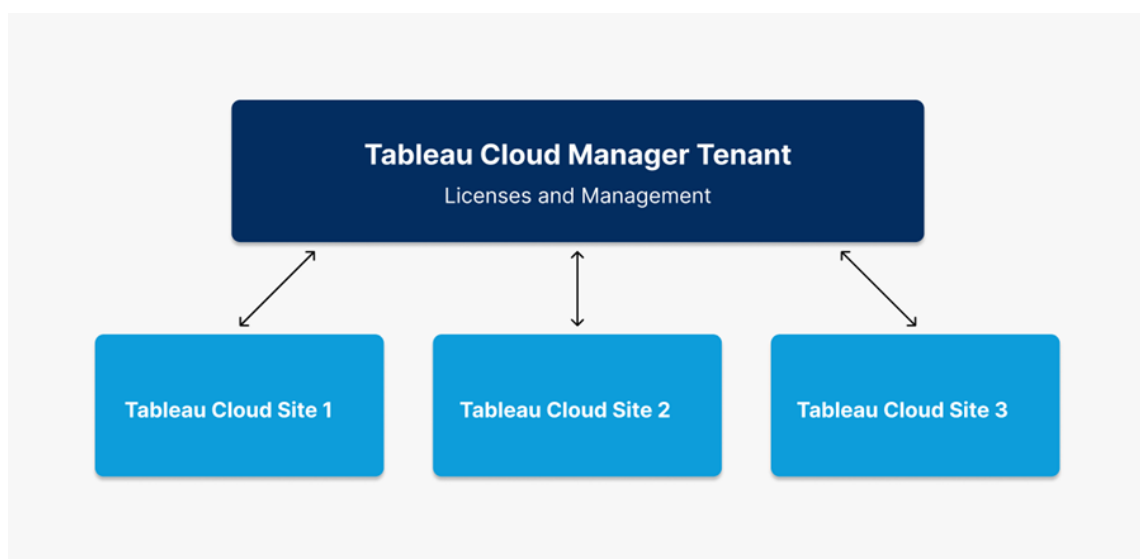 Tableau Cloud Manager Tenant
Licenses and Management
Tableau Cloud Site 1
Tableau Cloud Site 2
Tableau Cloud Site 3